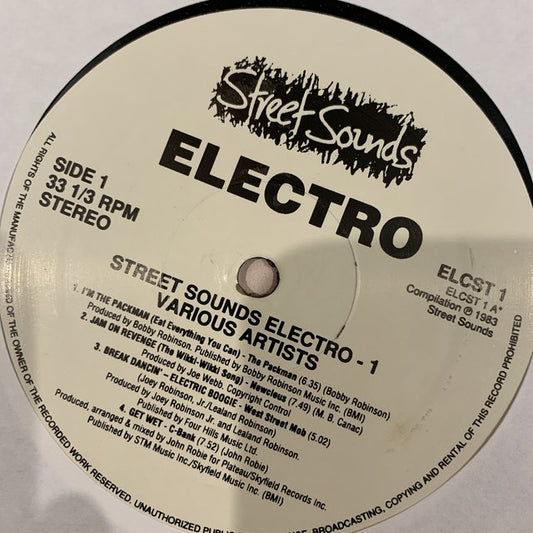 Street Sounds
ELECTRO
SIDE 1
33 1/3 RPM
STEREO
ELCST 1
ELCST 1 A*
Compilation ℗ 1983
Street Sounds
STREET SOUNDS ELECTRO - 1
VARIOUS ARTISTS
1. I'M THE PACKMAN (Eat Everything You Can) - The Packman (6.35) (Bobby Robinson)
Produced by Bobby Robinson. Published by Bobby Robinson Music Inc. (BMI)
2. JAM ON REVENGE (The Wikki-Wikki Song) - Newcleus (7.49) (M. B. Canac)
Produced by Joe Webb. Copyright Control
3. BREAK DANCIN' – ELECTRIC BOOGIE - West Street Mob (5.02)
(Joey Robinson, Jr./Lealand Robinson)
Produced by Joey Robinson Jr. and Lealand Robinson.
Published by Four Hills Music Ltd.
4. GET WET - C-Bank (7.52) (John Robie)
Produced, arranged & mixed by John Robie for Plateau/Skyfield Records Inc.
Published by STM Music Inc./Skyfield Music Inc. (BMI)
ALL RIGHTS OF THE MANUFAC
OF THE OWNER OF THE RECORDED WORK RESERVED. UNAUTHORIZED PUBLIC
BROADCASTING, COPYING AND RENTAL OF THIS RECORD PROHIBITED